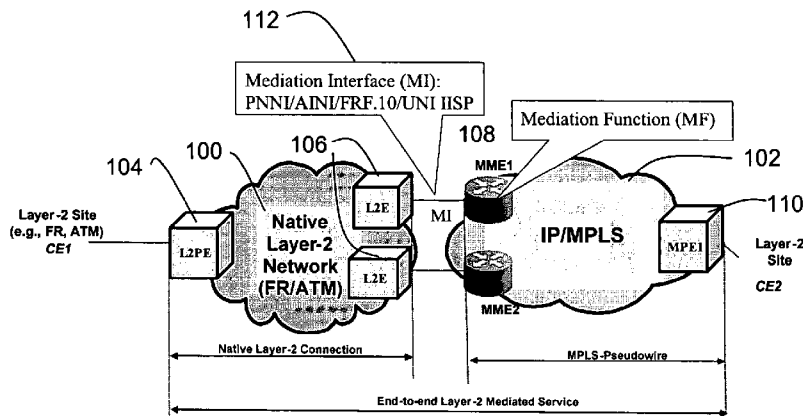 112
Mediation Interface (MI):
PNNI/AINI/FRF.10/UNI IISP
Mediation Function (MF)
108
106
100
104
102
110
MME1
L2E
MI
Layer-2 Site
(e.g., FR, ATM)
CE1
L2PE
Native
Layer-2
Network
(FR/ATM)
L2E
IP/MPLS
MPE1
Layer-2
Site
CE2
MME2
Native Layer-2 Connection
MPLS-Pseudowire
End-to-end Layer-2 Mediated Service